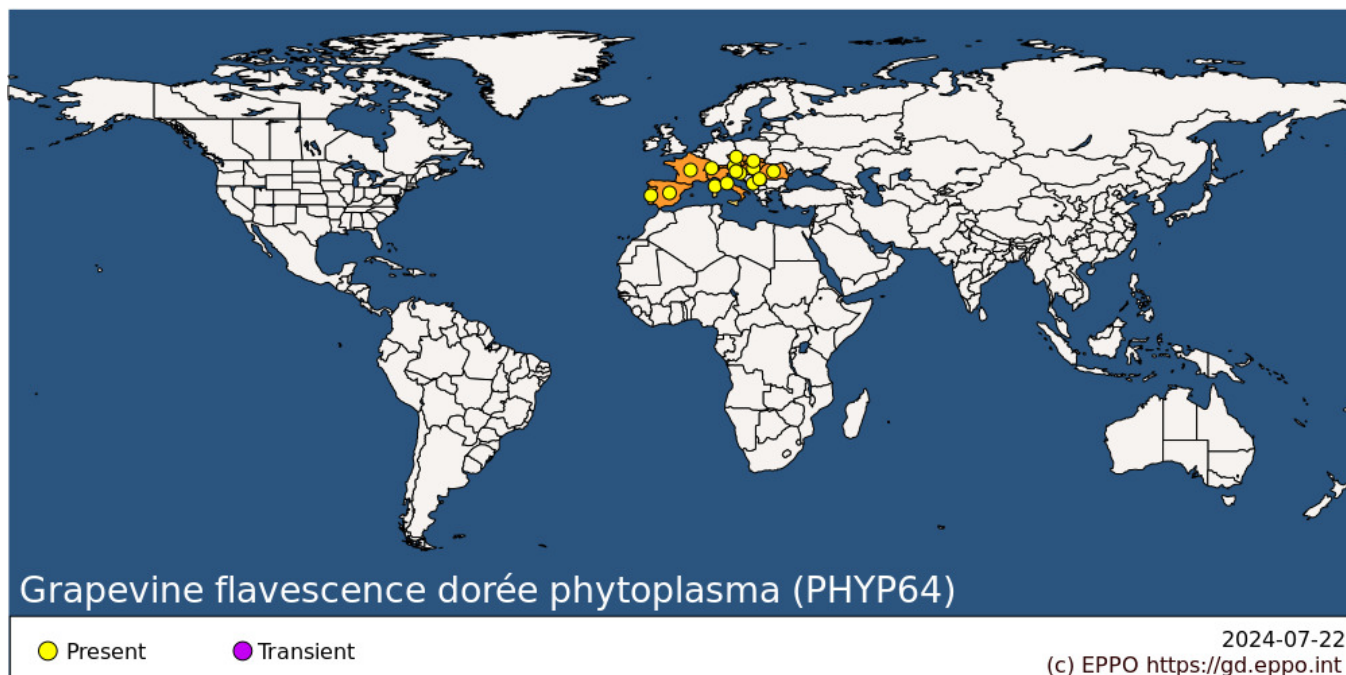 Grapevine flavescence dorée phytoplasma (PHYP64)
Present
Transient
2024-07-22
(c) EPPO https://gd.eppo.int